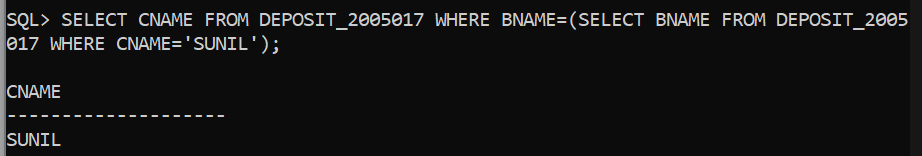 SQL> SELECT CNAME FROM DEPOSIT_2005017 WHERE BNAME=(SELECT BNAME FROM DEPOSIT_2005
017 WHERE CNAME='SUNIL');
CNAME
--------------------
SUNIL